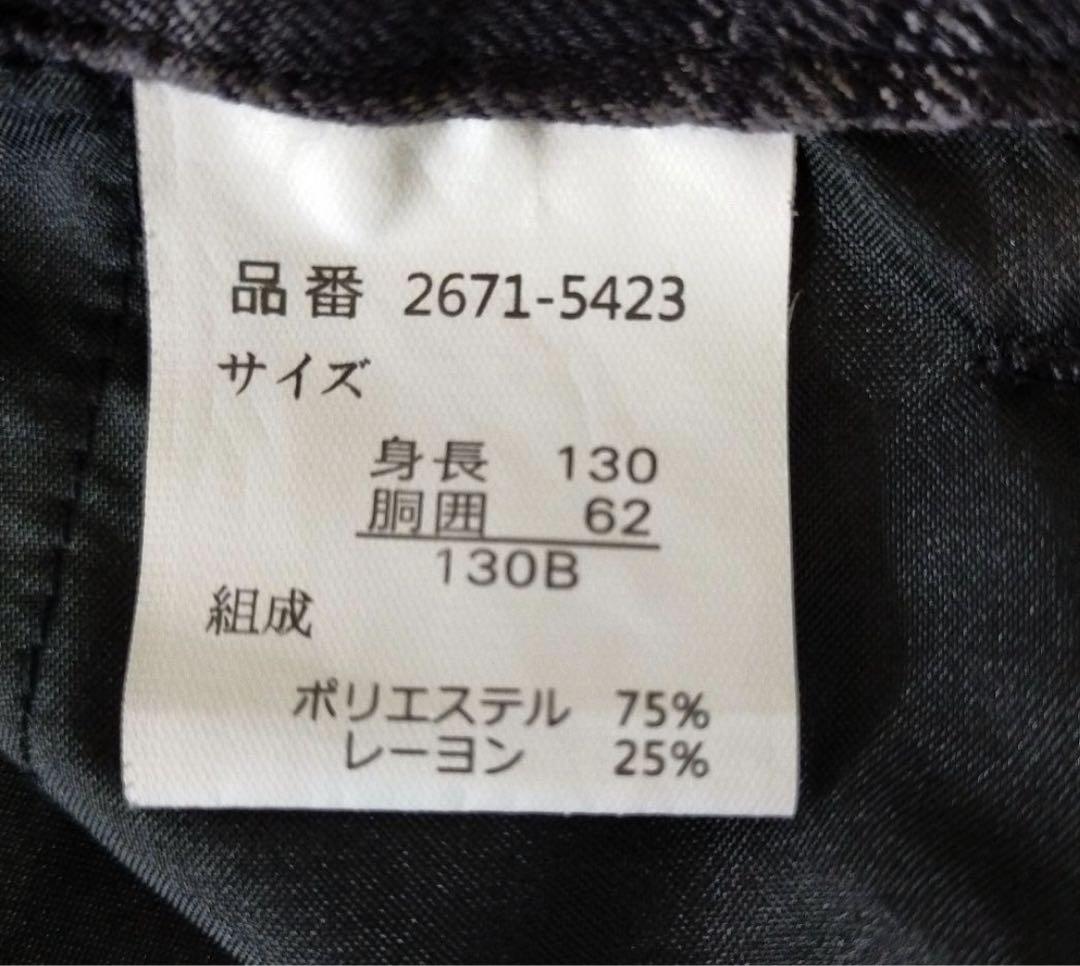 品番 2671-5423
サイズ
身長 130
胴囲 62
130B
組成
ポリエステル 75%
レーヨン 25%